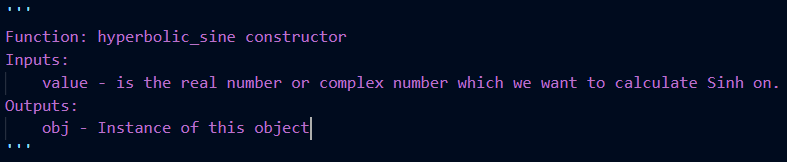 '''
Function: hyperbolic_sine constructor
Inputs:
    value - is the real number or complex number which we want to calculate Sinh on.
Outputs:
    obj - Instance of this object
'''